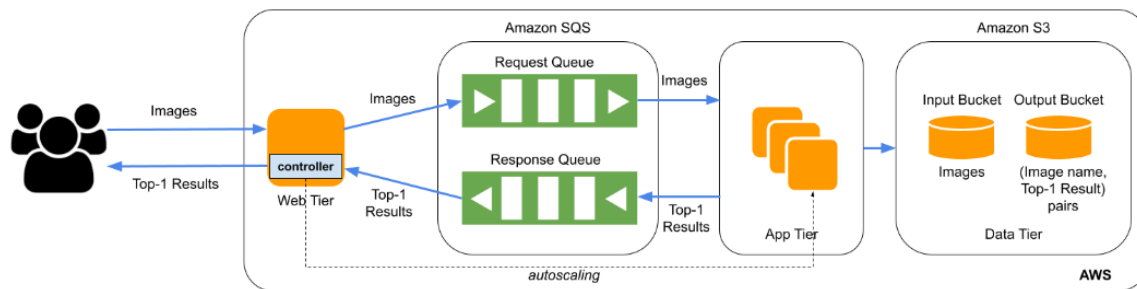 Amazon SQS
Amazon S3
Request Queue
Images
Images
Images
Input Bucket
Output Bucket
controller
Response Queue
Top-1 Results
Top-1
Results
Top-1
Results
Images
(Image name,
Top-1 Result)
pairs
Web Tier
App Tier
Data Tier
autoscaling
AWS